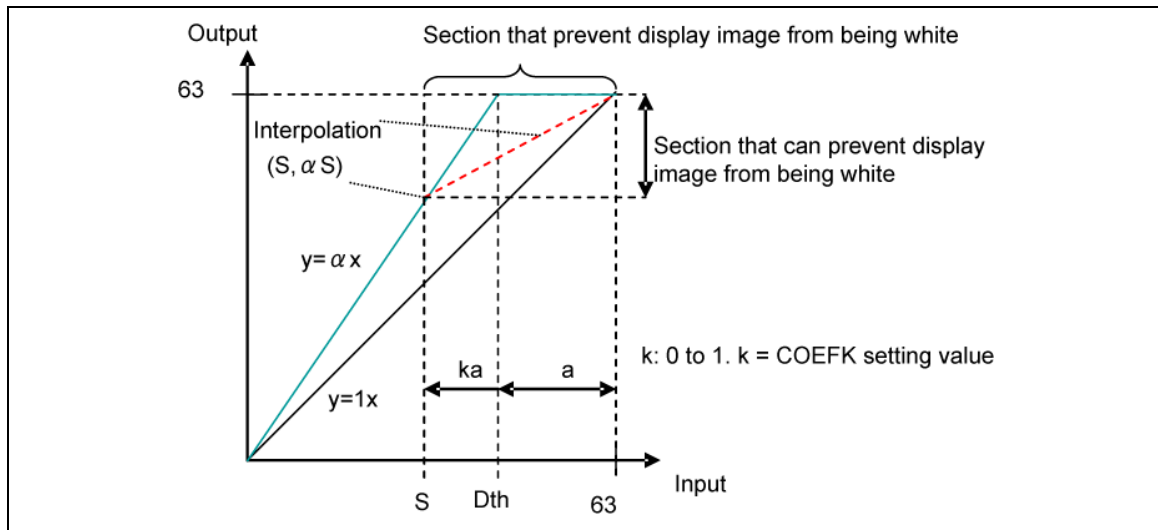 Output
Section that prevent display image from being white
63
Interpolation
(S, α S)
Section that can prevent display
image from being white
y=αx
k: 0 to 1. k = COEFK setting value
ka
a
y=1x
Input
S
Dth
63